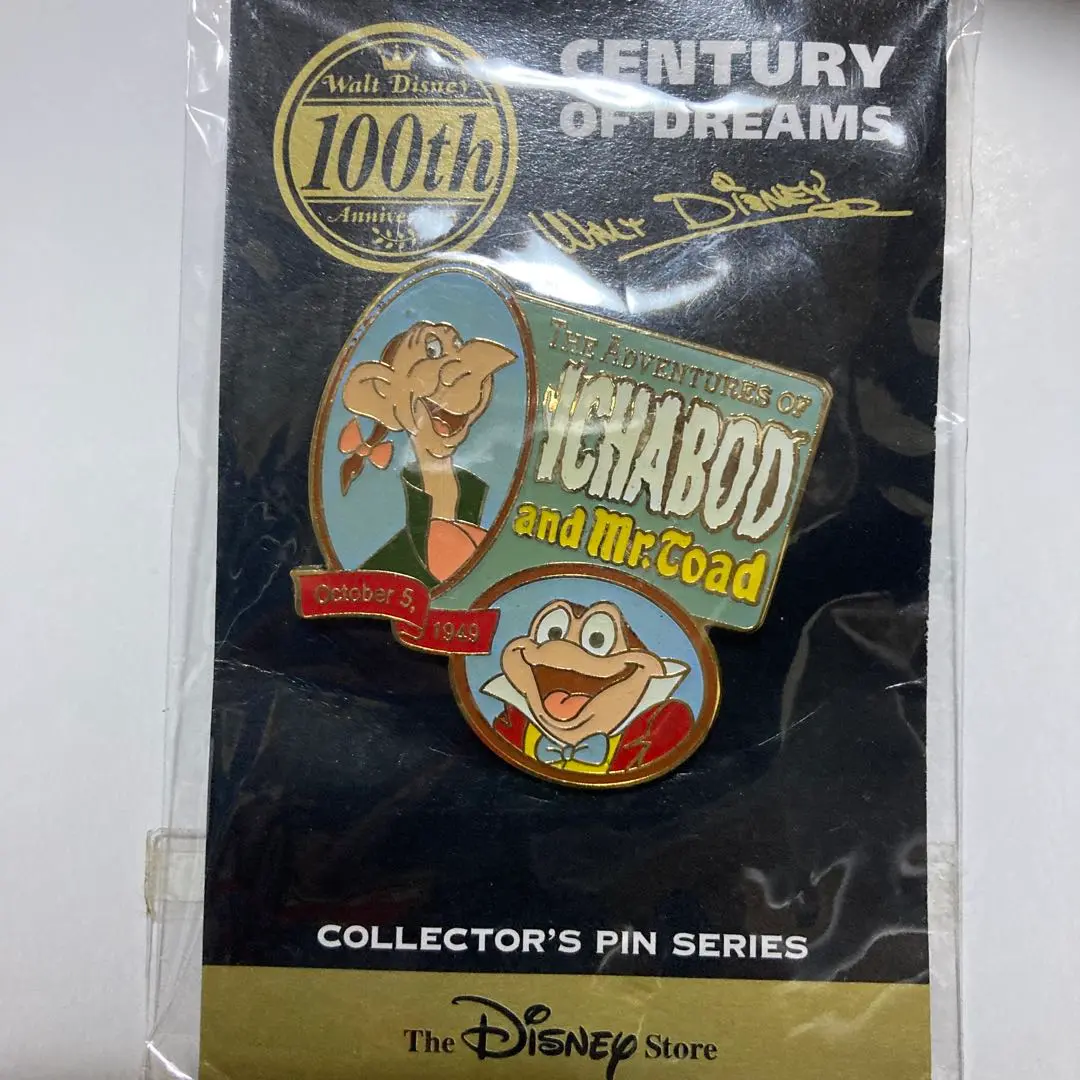 Walt Disney
100th
Anniversary
CENTURY
OF DREAMS
WALT DISNEY
THE ADVENTURES OF
ICHABOD
and Mr. Toad
October 5,
1949
COLLECTOR'S PIN SERIES
The Disney Store